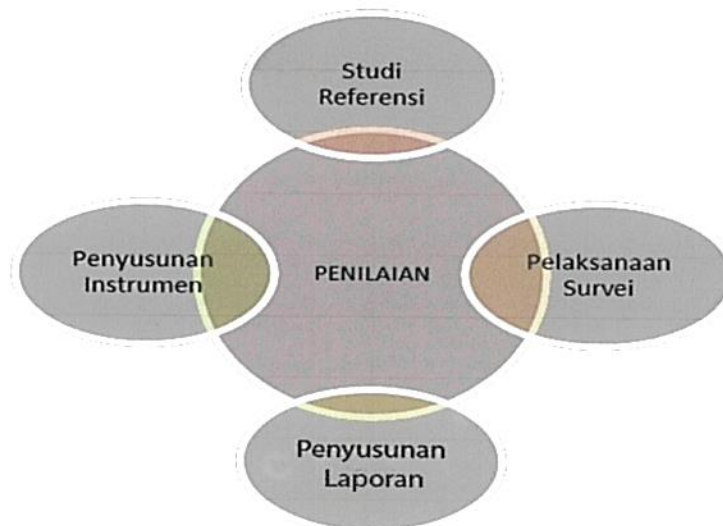 Studi
Referensi
Penyusunan
Instrumen
PENILAIAN
Pelaksanaan
Survei
Penyusunan
Laporan